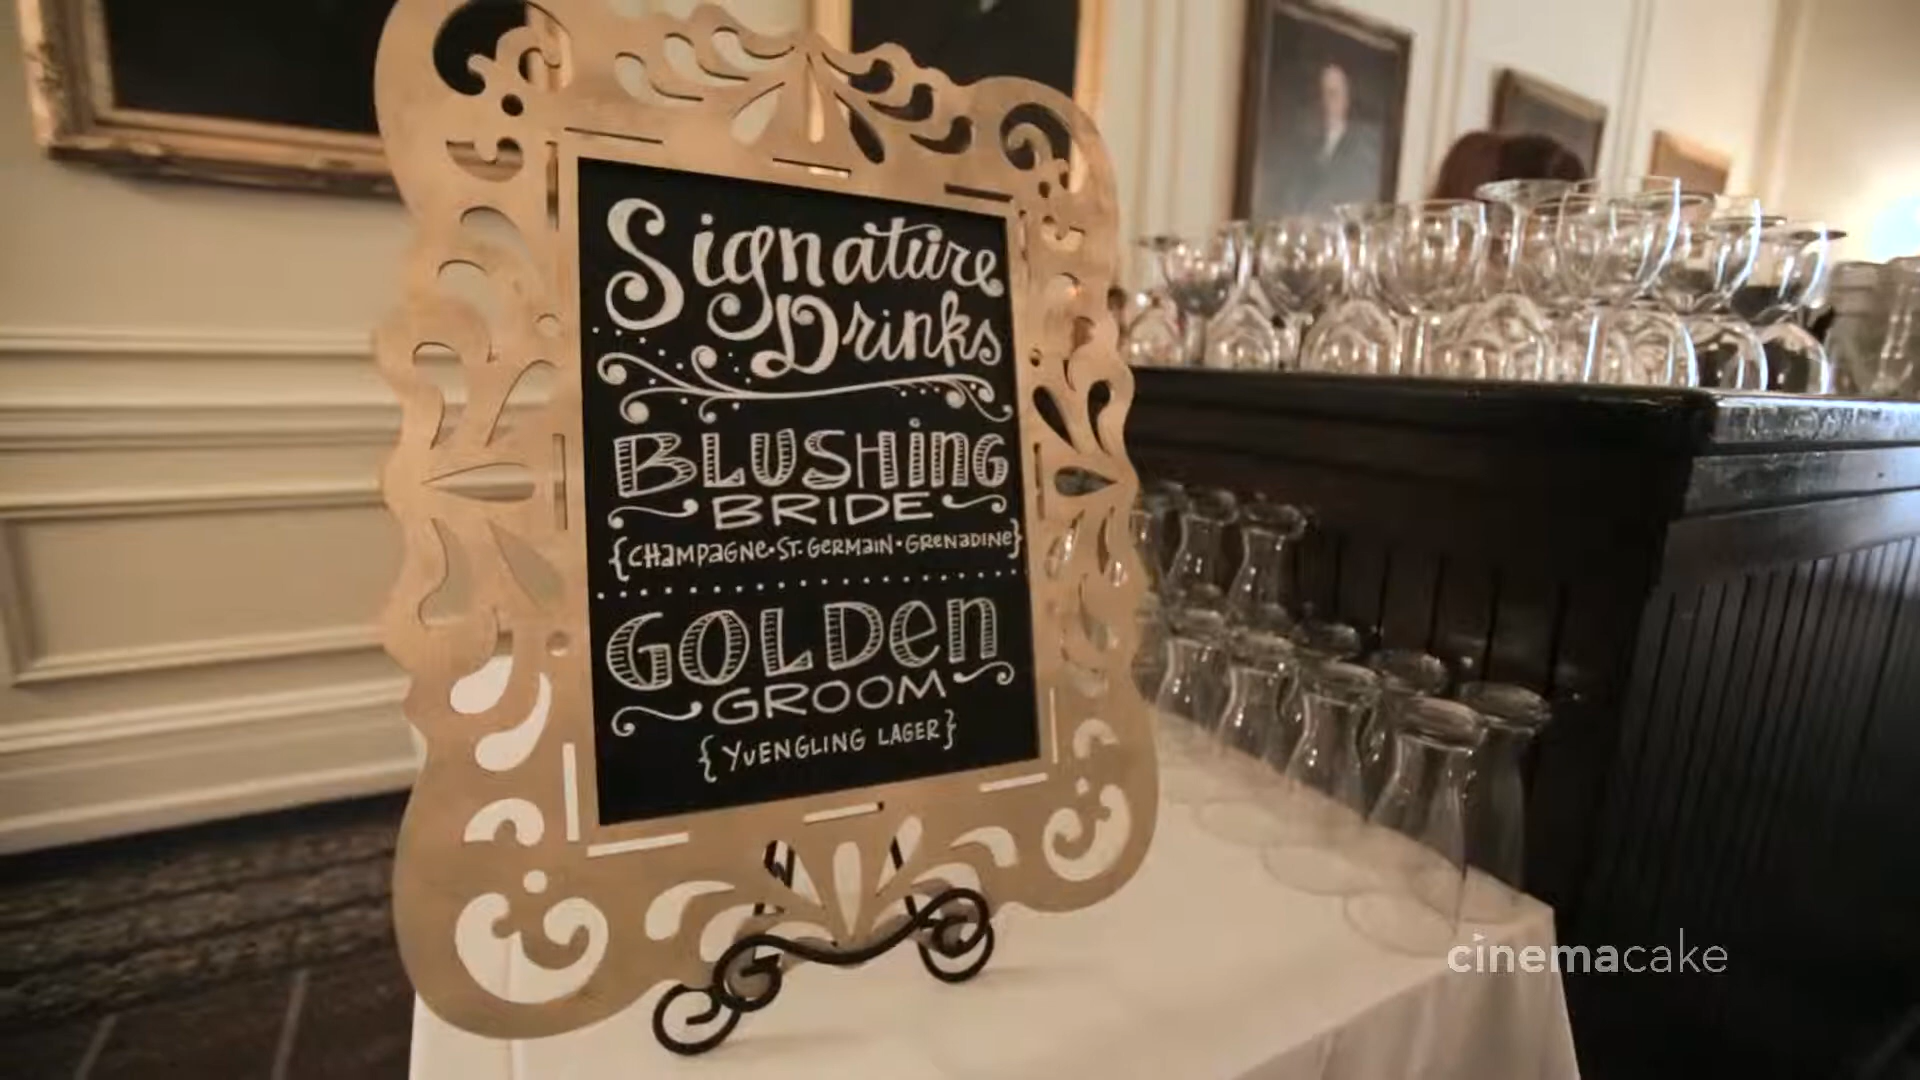 Signature
Drinks
BLUSHING
BRIDE
{CHAMPAGNE·ST. GERMAIN·GRENADINE}
GOLDEN
GROOM
{YUENGLING LAGER}
cinemacake